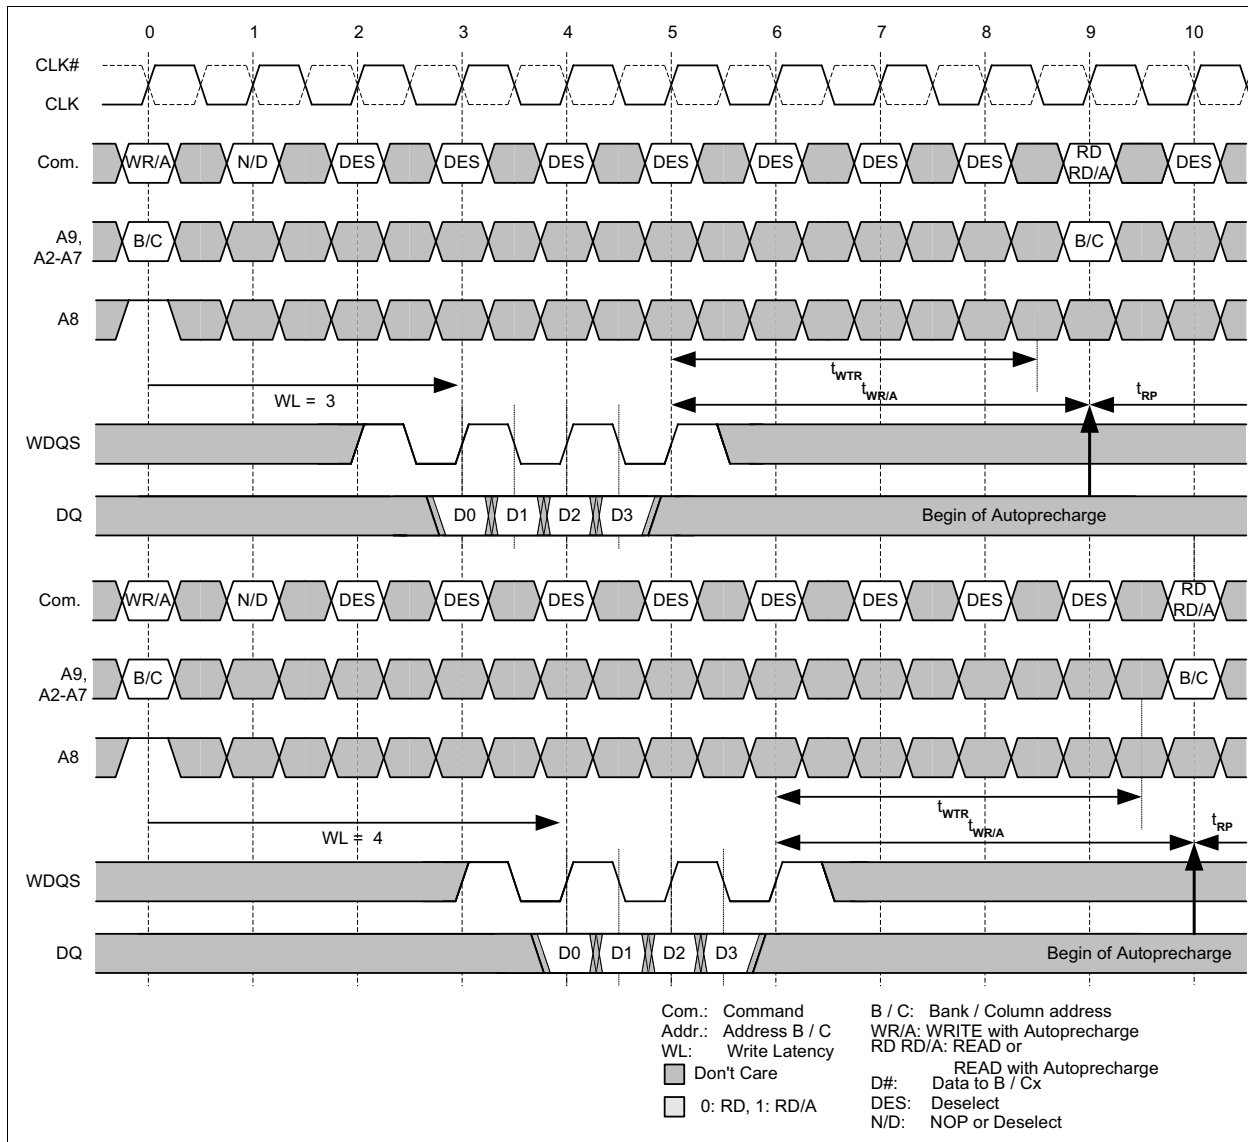 0 1 2 3 4 5 6 7 8 9 10
CLK#
CLK
Com. WR/A N/D DES DES DES DES DES DES DES RD RD/A DES
A9, A2-A7 B/C B/C
A8
tWTR
WL = 3 tWR/A tRP
WDQS
DQ D0 D1 D2 D3 Begin of Autoprecharge
Com. WR/A N/D DES DES DES DES DES DES DES DES RD RD/A
A9, A2-A7 B/C B/C
A8
tWTR
WL = 4 tWR/A tRP
WDQS
DQ D0 D1 D2 D3 Begin of Autoprecharge
Com.: Command
Addr.: Address B / C
WL: Write Latency
Don't Care
0: RD, 1: RD/A
B / C: Bank / Column address
WR/A: WRITE with Autoprecharge
RD RD/A: READ or
READ with Autoprecharge
D#: Data to B / Cx
DES: Deselect
N/D: NOP or Deselect